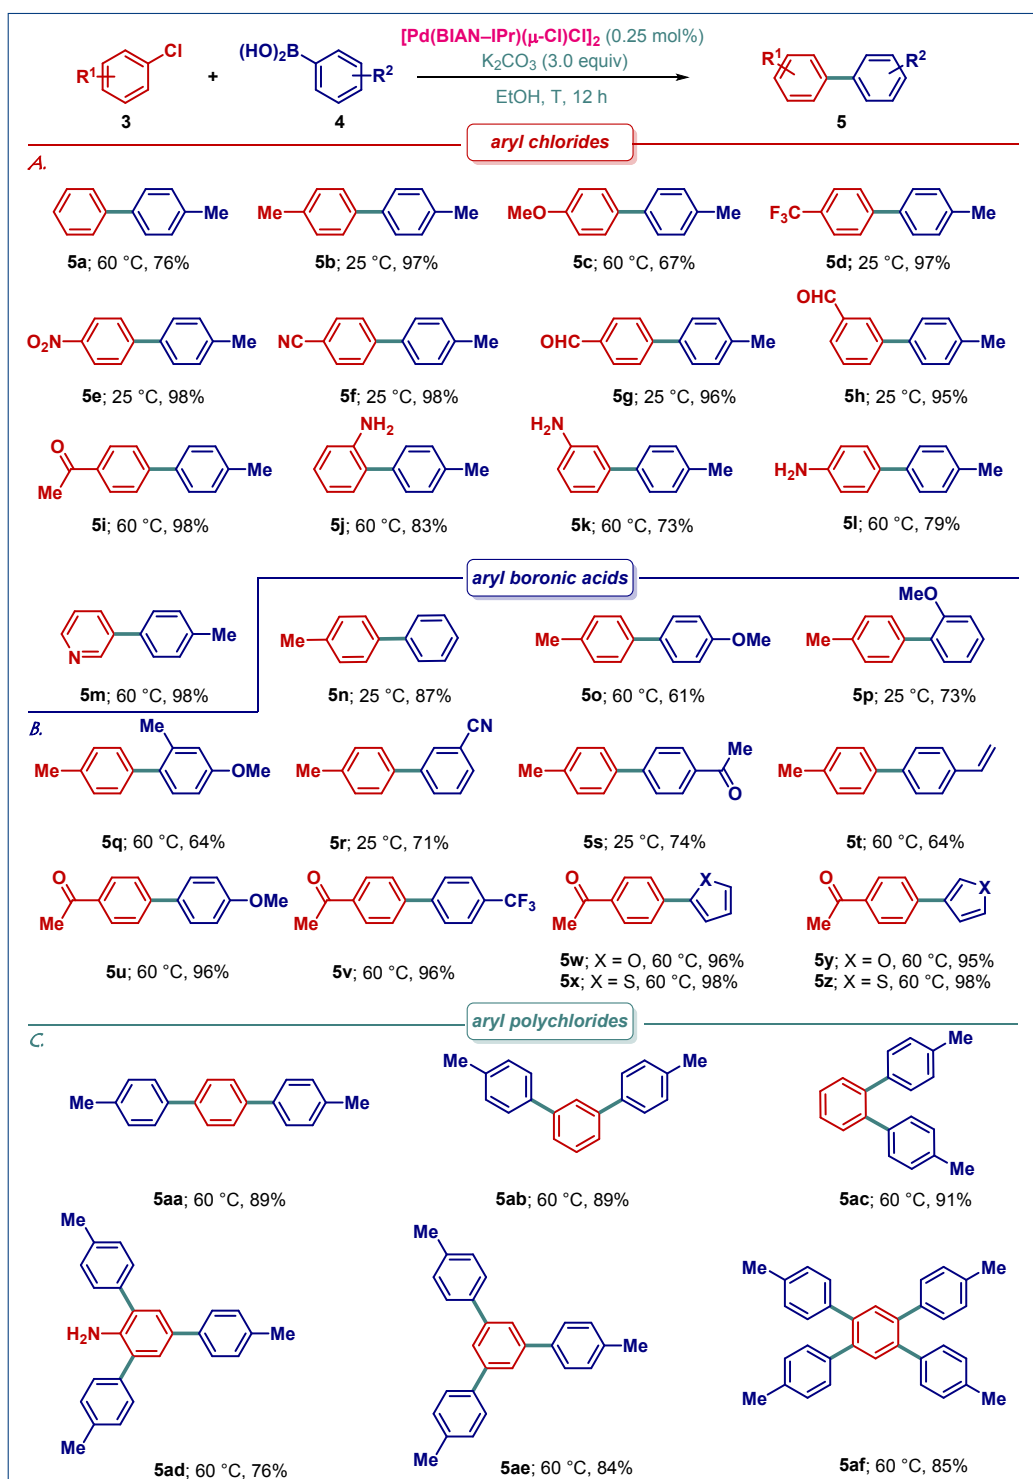 [Pd(BIAN–IPr)(μ-Cl)Cl]2 (0.25 mol%)
K2CO3 (3.0 equiv)
EtOH, T, 12 h
R1 Cl
+
(HO)2B R2
R1 R2
3 4 5
aryl chlorides
A.
Me Me Me MeO Me F3C Me
5a; 60 °C, 76% 5b; 25 °C, 97% 5c; 60 °C, 67% 5d; 25 °C, 97%
O2N Me NC Me OHC Me OHC Me
5e; 25 °C, 98% 5f; 25 °C, 98% 5g; 25 °C, 96% 5h; 25 °C, 95%
O Me Me NH2 Me H2N Me H2N Me
5i; 60 °C, 98% 5j; 60 °C, 83% 5k; 60 °C, 73% 5l; 60 °C, 79%
aryl boronic acids
N Me Me Me OMe Me MeO
5m; 60 °C, 98% 5n; 25 °C, 87% 5o; 60 °C, 61% 5p; 25 °C, 73%
B.
Me Me OMe Me CN Me Me O Me
5q; 60 °C, 64% 5r; 25 °C, 71% 5s; 25 °C, 74% 5t; 60 °C, 64%
O Me OMe O Me CF3 O Me X O Me X
5u; 60 °C, 96% 5v; 60 °C, 96% 5w; X = O, 60 °C, 96% 5y; X = O, 60 °C, 95%
5x; X = S, 60 °C, 98% 5z; X = S, 60 °C, 98%
aryl polychlorides
C.
Me Me Me Me Me Me
5aa; 60 °C, 89% 5ab; 60 °C, 89% 5ac; 60 °C, 91%
Me H2N Me Me Me Me Me Me Me Me Me
5ad; 60 °C, 76% 5ae; 60 °C, 84% 5af; 60 °C, 85%